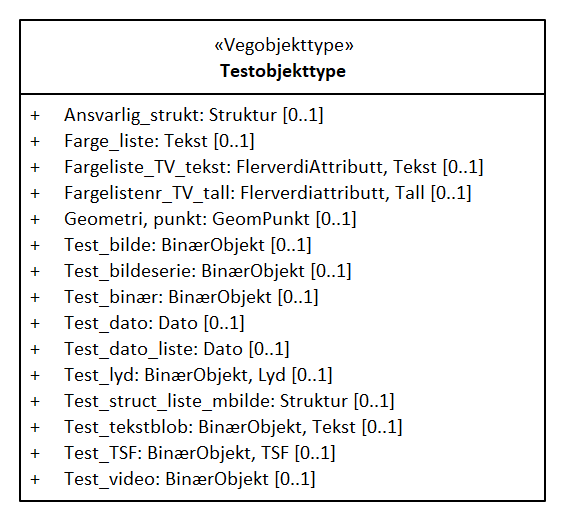 «Vegobjekttype»
Testobjekttype
+ Ansvarlig_strukt: Struktur [0..1]
+ Farge_liste: Tekst [0..1]
+ Fargeliste_TV_tekst: FlerverdiAttributt, Tekst [0..1]
+ Fargelistenr_TV_tall: Flerverdiattributt, Tall [0..1]
+ Geometri, punkt: GeomPunkt [0..1]
+ Test_bilde: BinærObjekt [0..1]
+ Test_bildeserie: BinærObjekt [0..1]
+ Test_binær: BinærObjekt [0..1]
+ Test_dato: Dato [0..1]
+ Test_dato_liste: Dato [0..1]
+ Test_lyd: BinærObjekt, Lyd [0..1]
+ Test_struct_liste_mbilde: Struktur [0..1]
+ Test_tekstblob: BinærObjekt, Tekst [0..1]
+ Test_TSF: BinærObjekt, TSF [0..1]
+ Test_video: BinærObjekt [0..1]